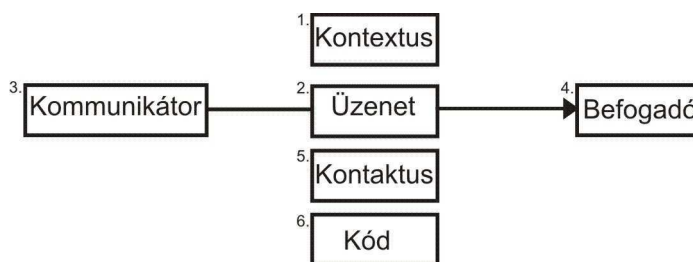 1. Kontextus
3. Kommunikátor
2. Üzenet
4. Befogadó
5. Kontaktus
6. Kód